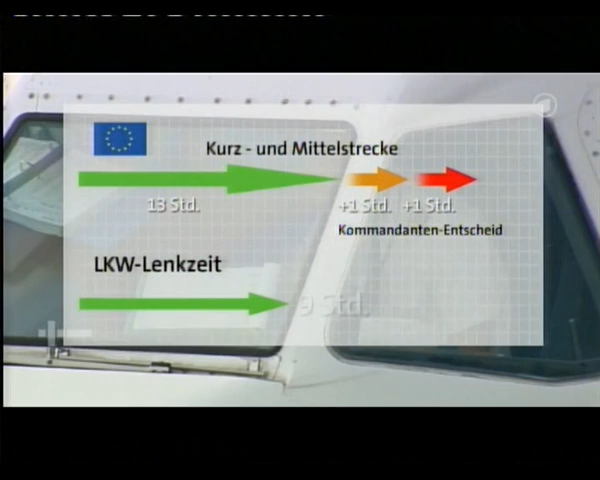 Kurz - und Mittelstrecke
13 Std.
+1 Std.
+1 Std.
Kommandanten-Entscheid
LKW-Lenkzeit
9 Std.